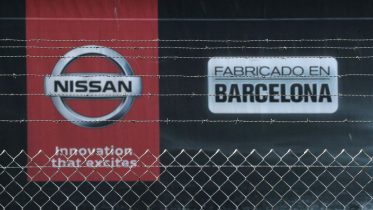 NISSAN
Innovation
that excites
FABRICADO EN
BARCELONA